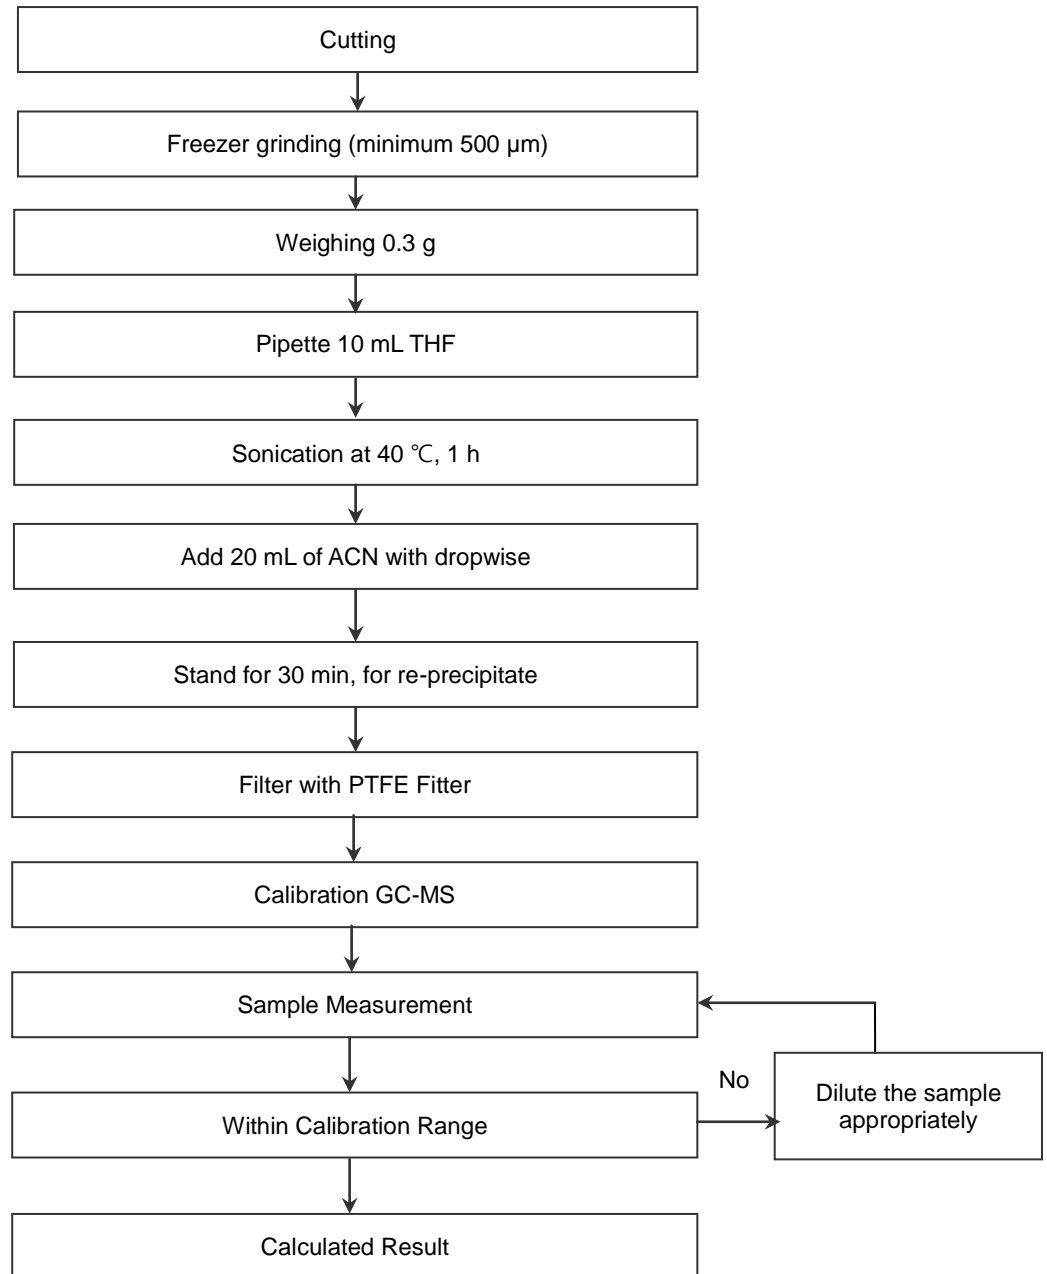 Cutting
Freezer grinding (minimum 500 µm)
Weighing 0.3 g
Pipette 10 mL THF
Sonication at 40 ℃, 1 h
Add 20 mL of ACN with dropwise
Stand for 30 min, for re-precipitate
Filter with PTFE Fitter
Calibration GC-MS
Sample Measurement
No
Dilute the sample
appropriately
Within Calibration Range
Calculated Result